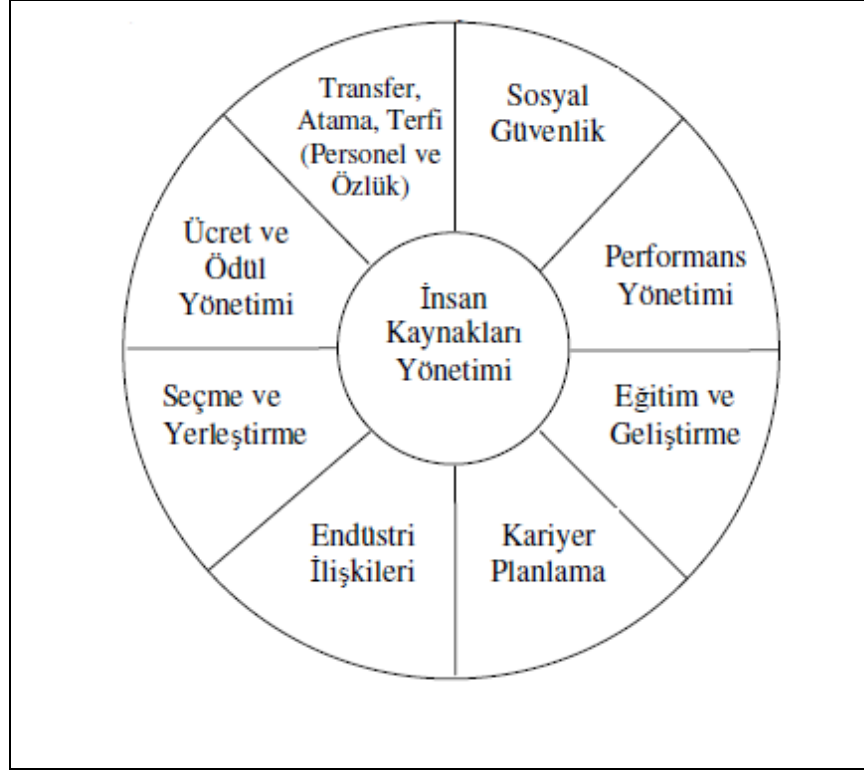 Transfer,
Atama, Terfi
(Personel ve
Özlük)
Sosyal
Güvenlik
Ücret ve
Ödül
Yönetimi
Performans
Yönetimi
İnsan
Kaynakları
Yönetimi
Seçme ve
Yerleştirme
Eğitim ve
Geliştirme
Endüstri
İlişkileri
Kariyer
Planlama